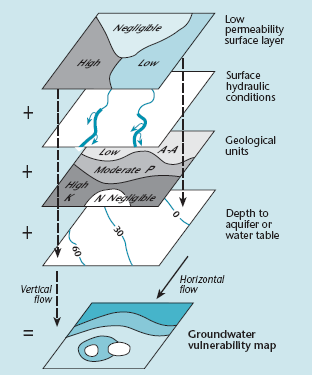 Negligible
High
Low
Low
permeability
surface layer
+
Surface
hydraulic
conditions
+
Low
A-A
Moderate P
High
K
N Negligible
Geological
units
+
0
30
60
Depth to
aquifer or
water table
Vertical
flow
Horizontal
flow
=
Groundwater
vulnerability map